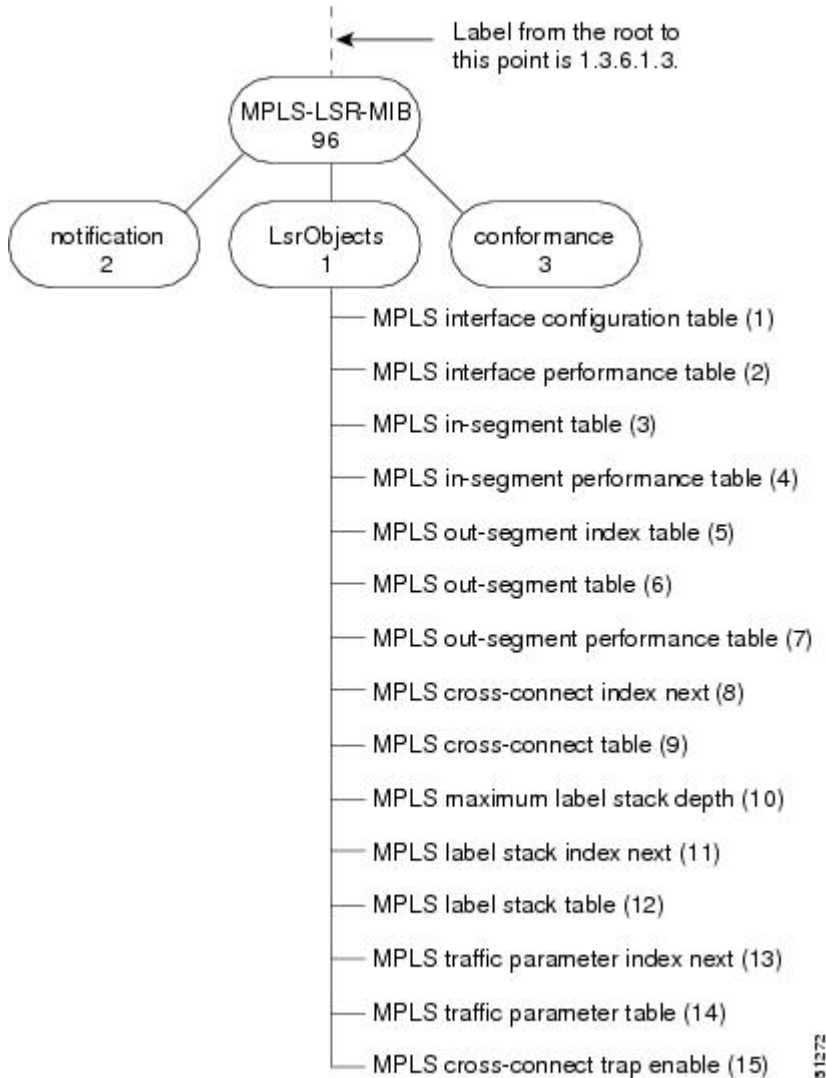 Label from the root to
this point is 1.3.6.1.3.
MPLS-LSR-MIB
96
notification
2
LsrObjects
1
conformance
3
MPLS interface configuration table (1)
MPLS interface performance table (2)
MPLS in-segment table (3)
MPLS in-segment performance table (4)
MPLS out-segment index table (5)
MPLS out-segment table (6)
MPLS out-segment performance table (7)
MPLS cross-connect index next (8)
MPLS cross-connect table (9)
MPLS maximum label stack depth (10)
MPLS label stack index next (11)
MPLS label stack table (12)
MPLS traffic parameter index next (13)
MPLS traffic parameter table (14)
MPLS cross-connect trap enable (15)
51272